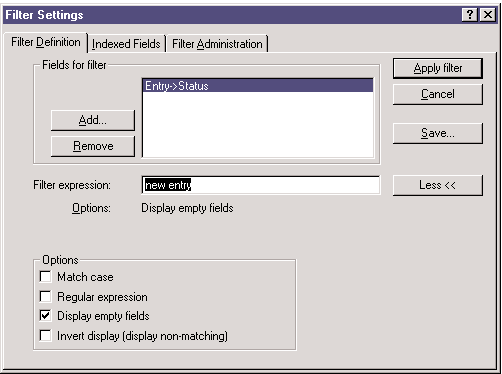 Filter Settings
Filter Definition Indexed Fields Filter Administration
Fields for filter
Entry->Status
Add...
Remove
Apply filter
Cancel
Save...
Filter expression: new entry
Less <<
Options: Display empty fields
Options
Match case
Regular expression
Display empty fields
Invert display (display non-matching)